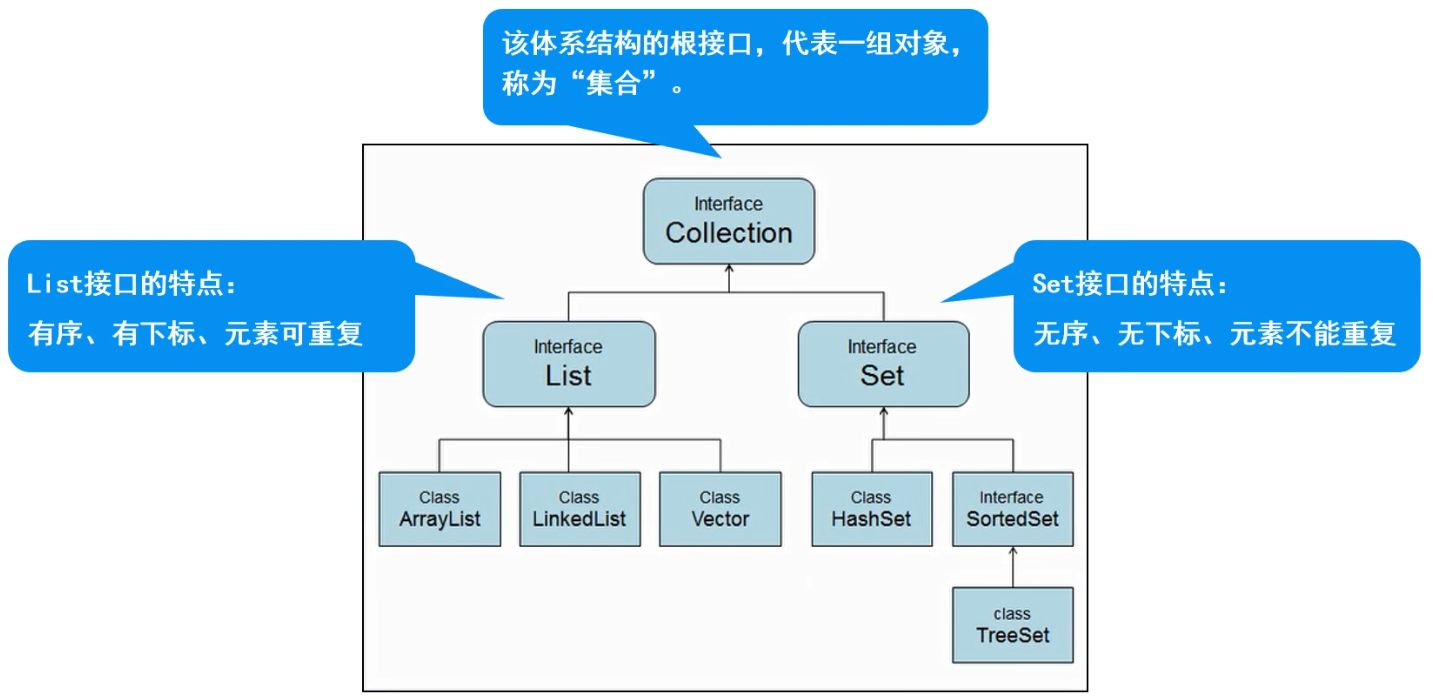 该体系结构的根接口，代表一组对象，
称为“集合”。
Interface
Collection
List接口的特点：
有序、有下标、元素可重复
Set接口的特点：
无序、无下标、元素不能重复
Interface
List
Interface
Set
Class
ArrayList
Class
LinkedList
Class
Vector
Class
HashSet
Interface
SortedSet
class
TreeSet